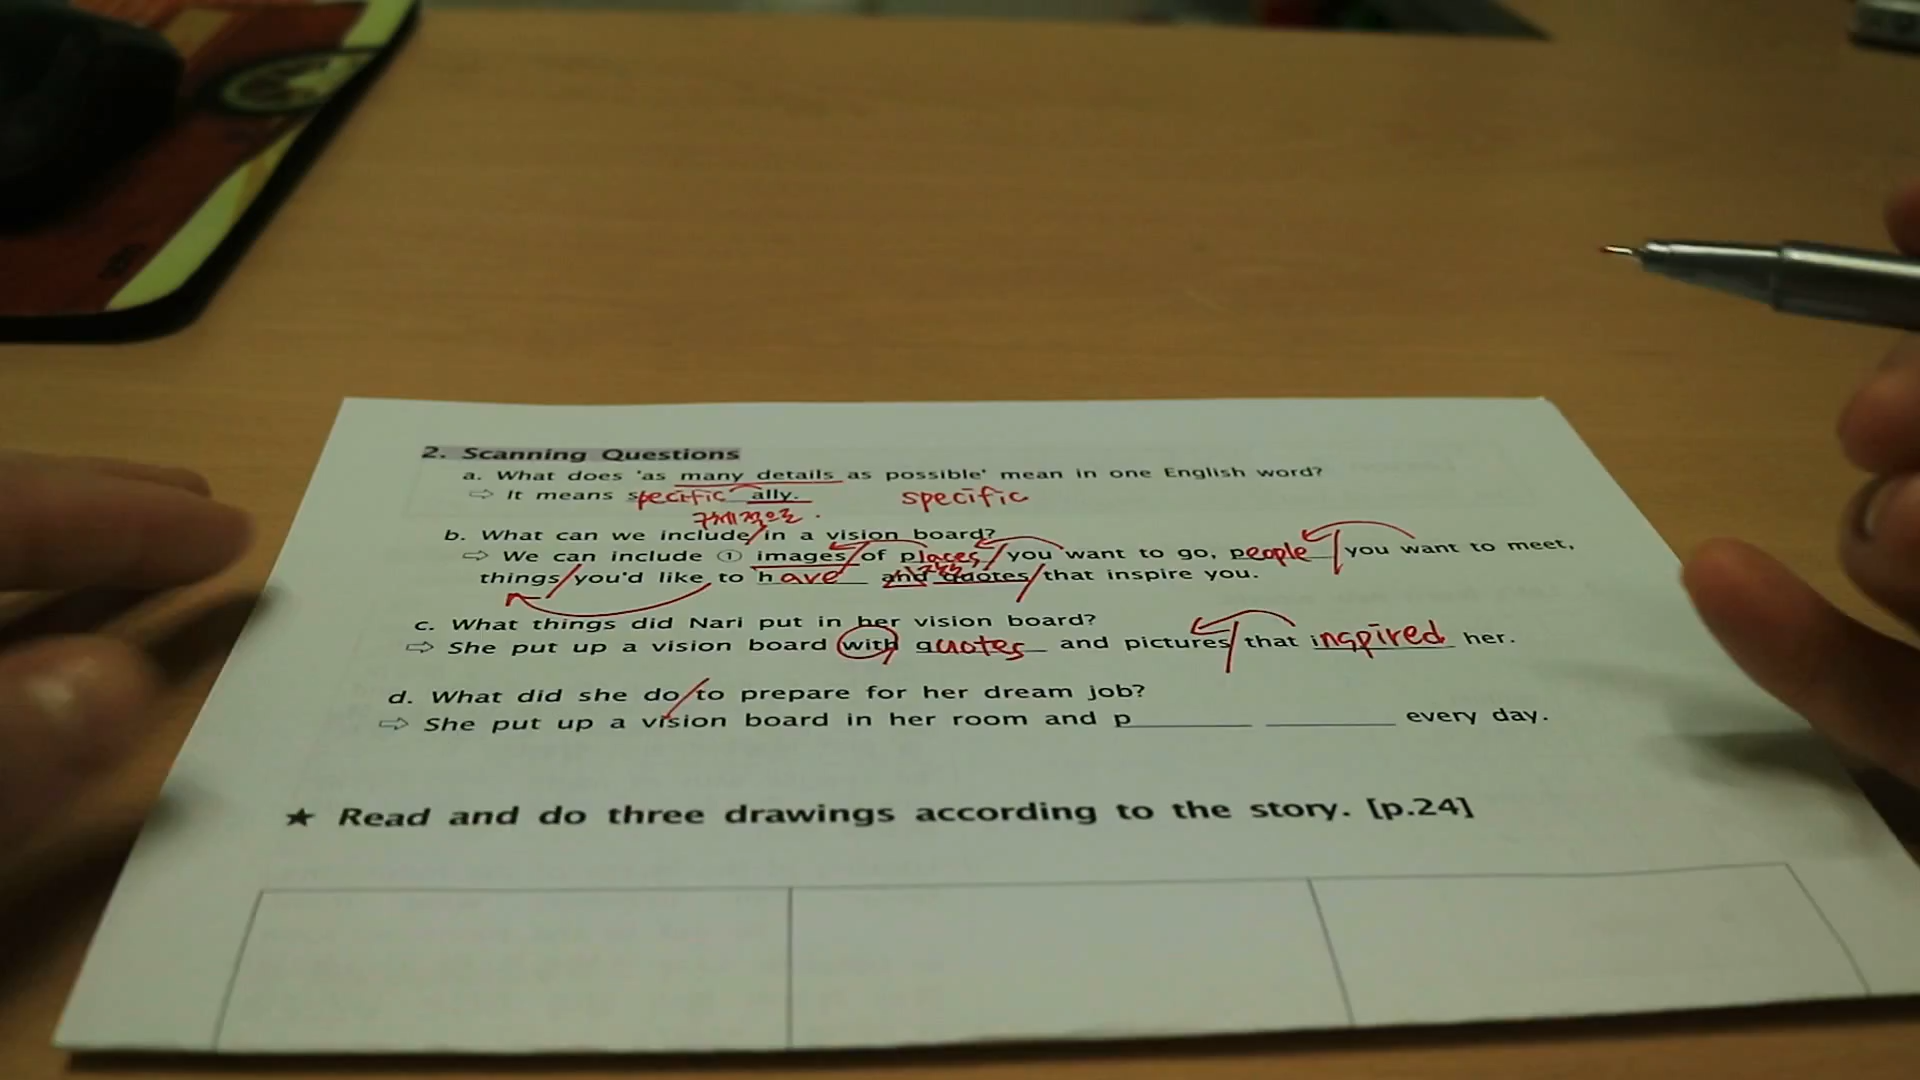 2. Scanning Questions
a. What does 'as many details as possible' mean in one English word?
⇨ It means specific ally. specific
구체적으로.
b. What can we include/in a vision board?
⇨ We can include ① images of places/you want to go, people/you want to meet,
things/you'd like to have and quotes/that inspire you.
c. What things did Nari put in her vision board?
⇨ She put up a vision board with quotes and pictures/that inspired her.
d. What did she do/to prepare for her dream job?
⇨ She put up a vision board in her room and p________ ________ every day.
★ Read and do three drawings according to the story. [p.24]